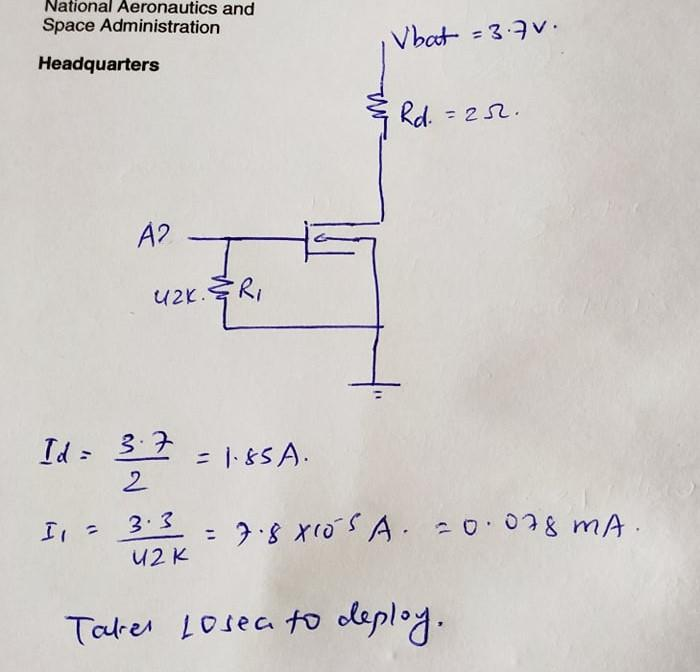 National Aeronautics and
Space Administration
Headquarters
Vbat = 3.7V.
Rd. = 2Ω.
A2
42K.
R1
Id = 3.7/2 = 1.85A.
I1 = 3.3/42K = 7.8 x10^-5 A. = 0.078 mA.
Takes 10sec to deploy.